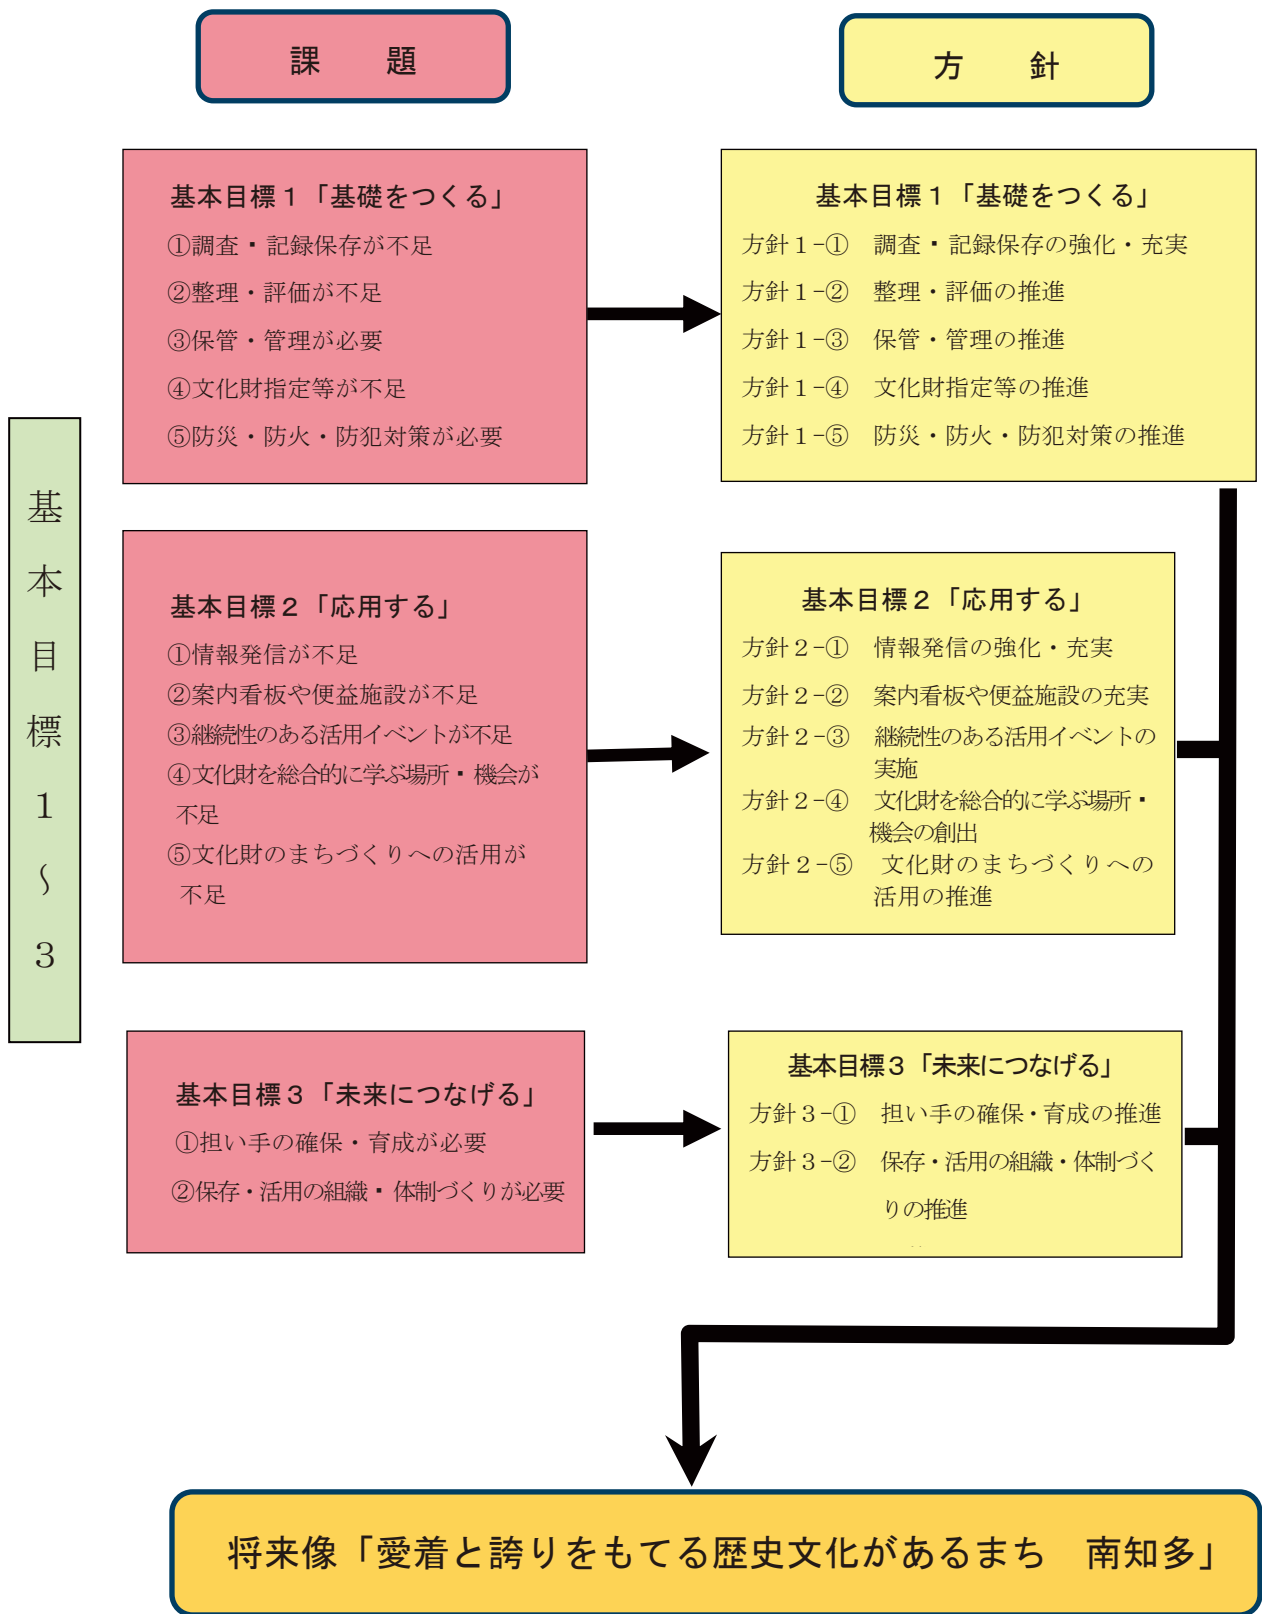 課　題
方　針
基本目標１「基礎をつくる」
①調査・記録保存が不足
②整理・評価が不足
③保管・管理が必要
④文化財指定等が不足
⑤防災・防火・防犯対策が必要
基本目標１「基礎をつくる」
方針１-①　調査・記録保存の強化・充実
方針１-②　整理・評価の推進
方針１-③　保管・管理の推進
方針１-④　文化財指定等の推進
方針１-⑤　防災・防火・防犯対策の推進
基本目標１～３
基本目標２「応用する」
①情報発信が不足
②案内看板や便益施設が不足
③継続性のある活用イベントが不足
④文化財を総合的に学ぶ場所・機会が
不足
⑤文化財のまちづくりへの活用が
不足
基本目標２「応用する」
方針２-①　情報発信の強化・充実
方針２-②　案内看板や便益施設の充実
方針２-③　継続性のある活用イベントの
実施
方針２-④　文化財を総合的に学ぶ場所・
機会の創出
方針２-⑤　文化財のまちづくりへの
活用の推進
基本目標３「未来につなげる」
①担い手の確保・育成が必要
②保存・活用の組織・体制づくりが必要
基本目標３「未来につなげる」
方針３-①　担い手の確保・育成の推進
方針３-②　保存・活用の組織・体制づく
りの推進
将来像「愛着と誇りをもてる歴史文化があるまち　南知多」